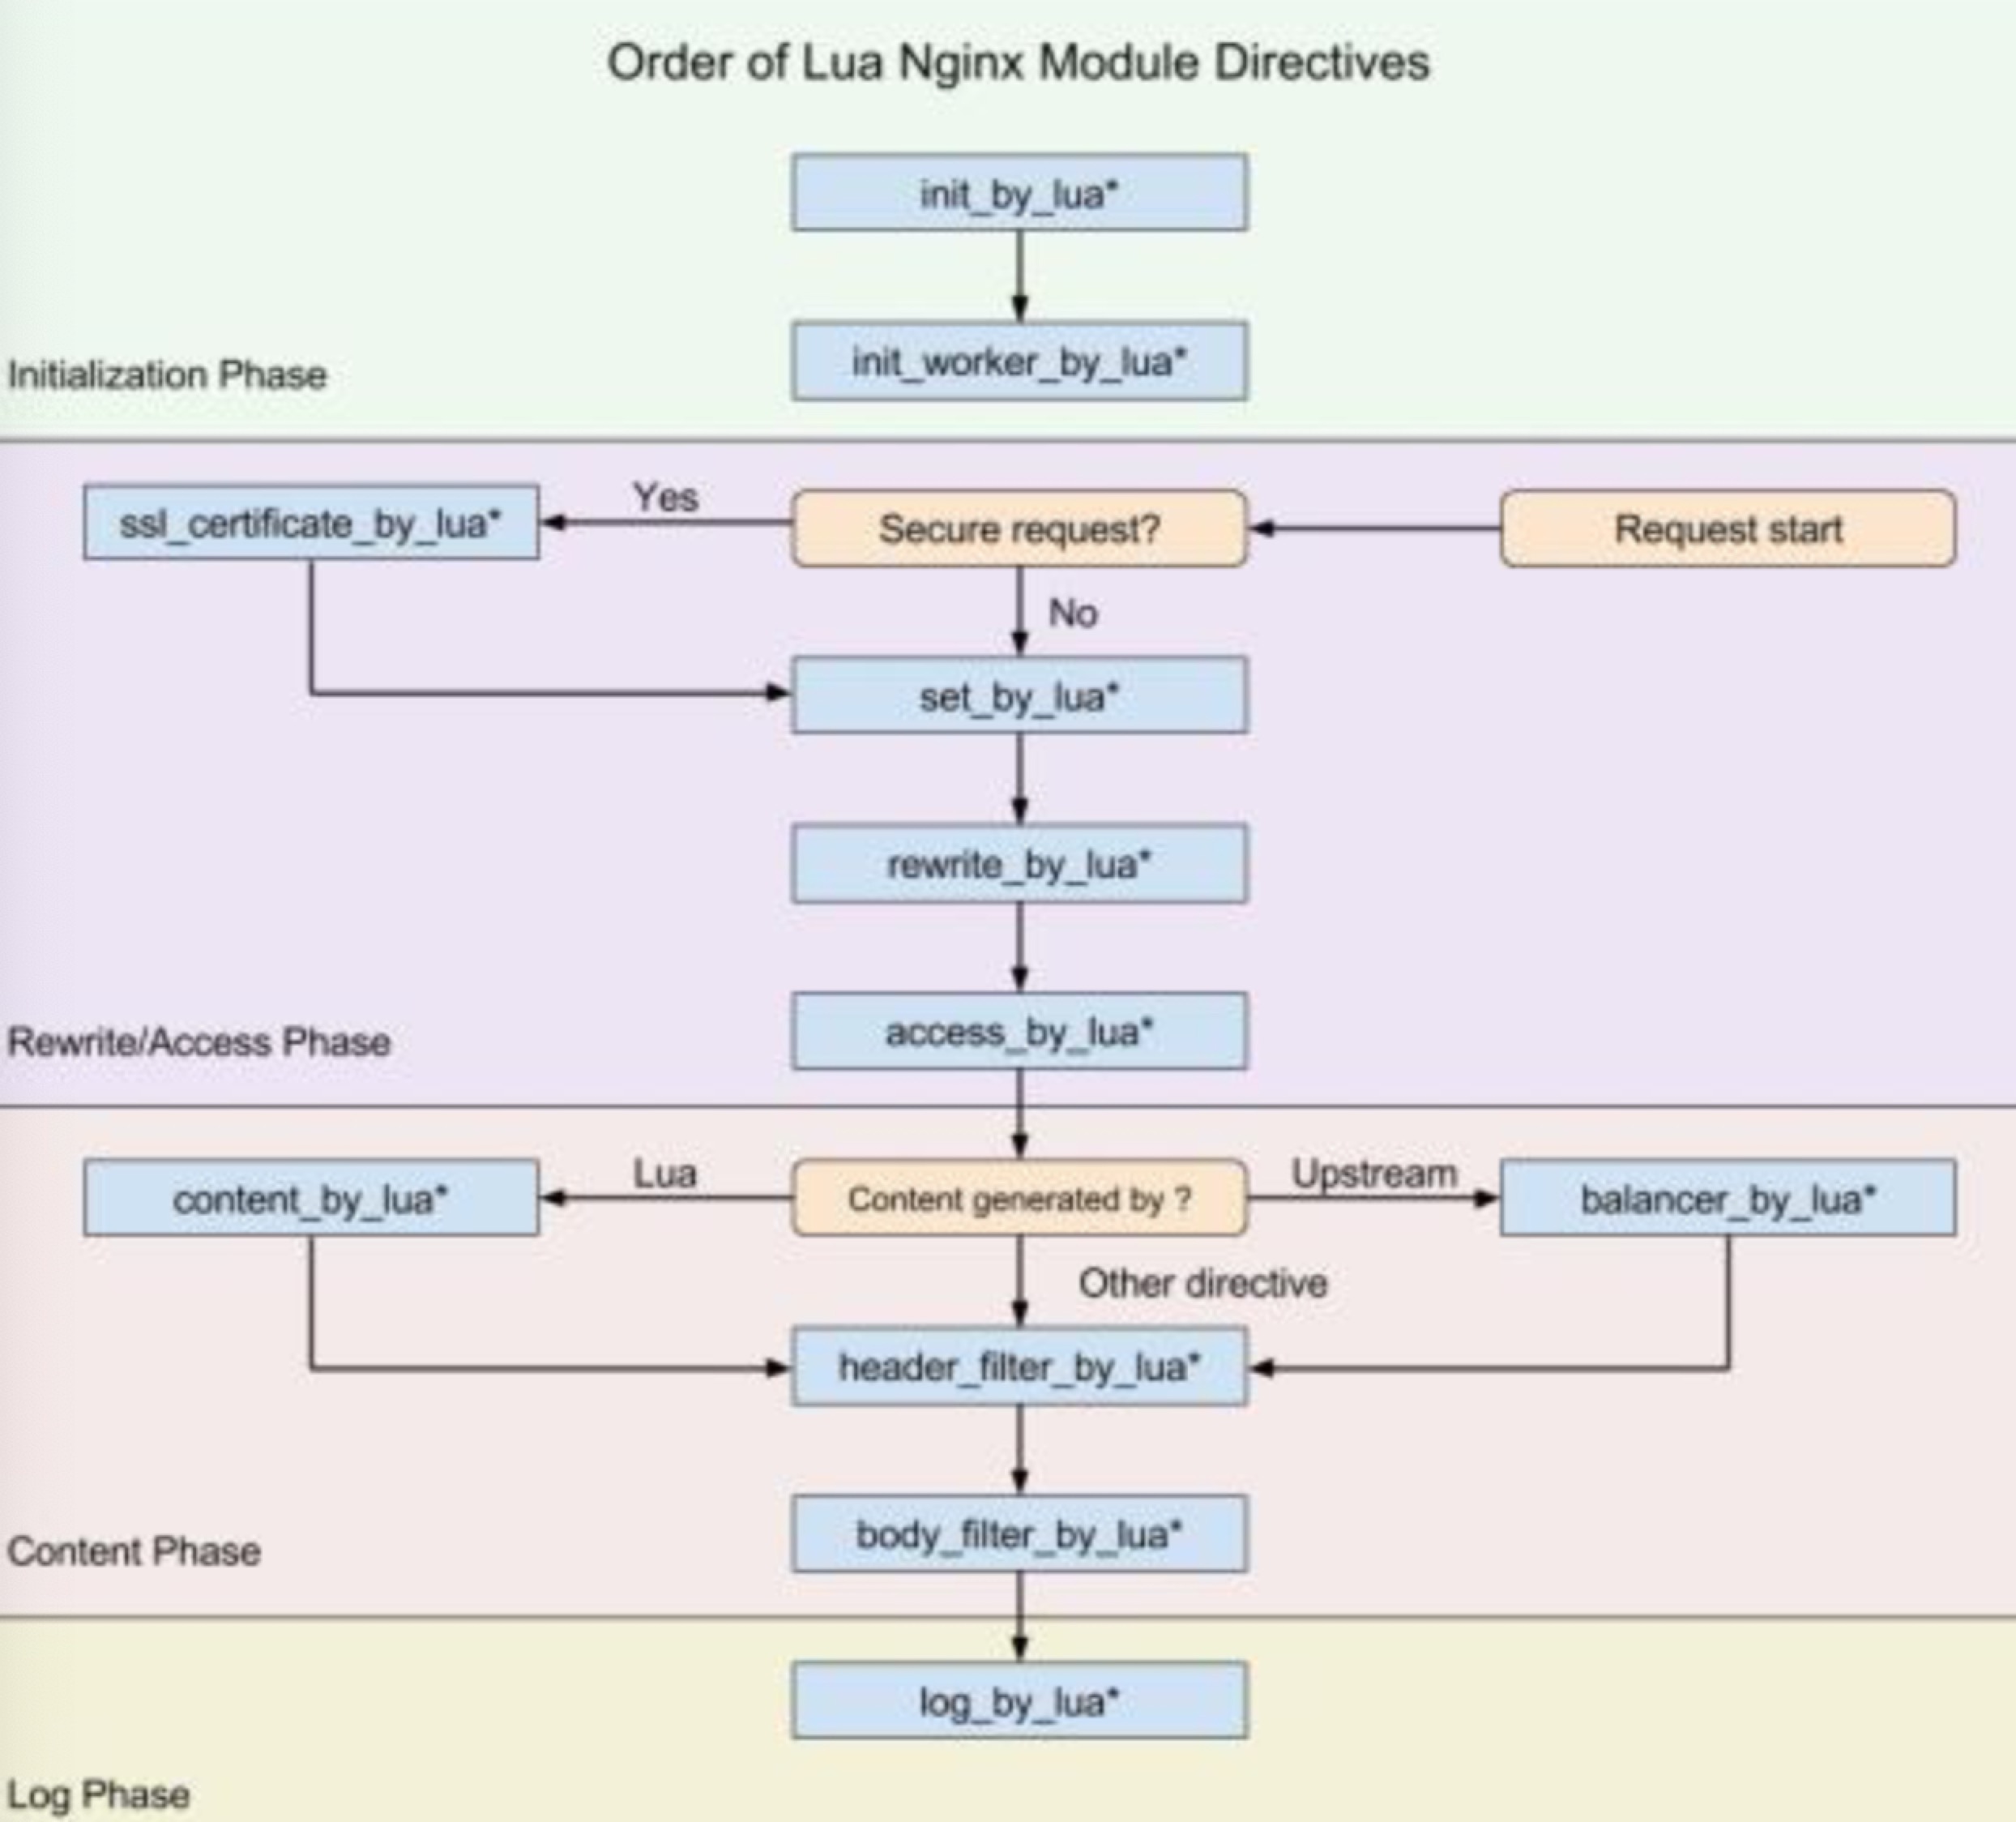 Order of Lua Nginx Module Directives
init_by_lua*
init_worker_by_lua*
Initialization Phase
ssl_certificate_by_lua*
Yes
Secure request?
Request start
No
set_by_lua*
rewrite_by_lua*
access_by_lua*
Rewrite/Access Phase
content_by_lua*
Lua
Content generated by ?
Upstream
balancer_by_lua*
Other directive
header_filter_by_lua*
body_filter_by_lua*
Content Phase
log_by_lua*
Log Phase